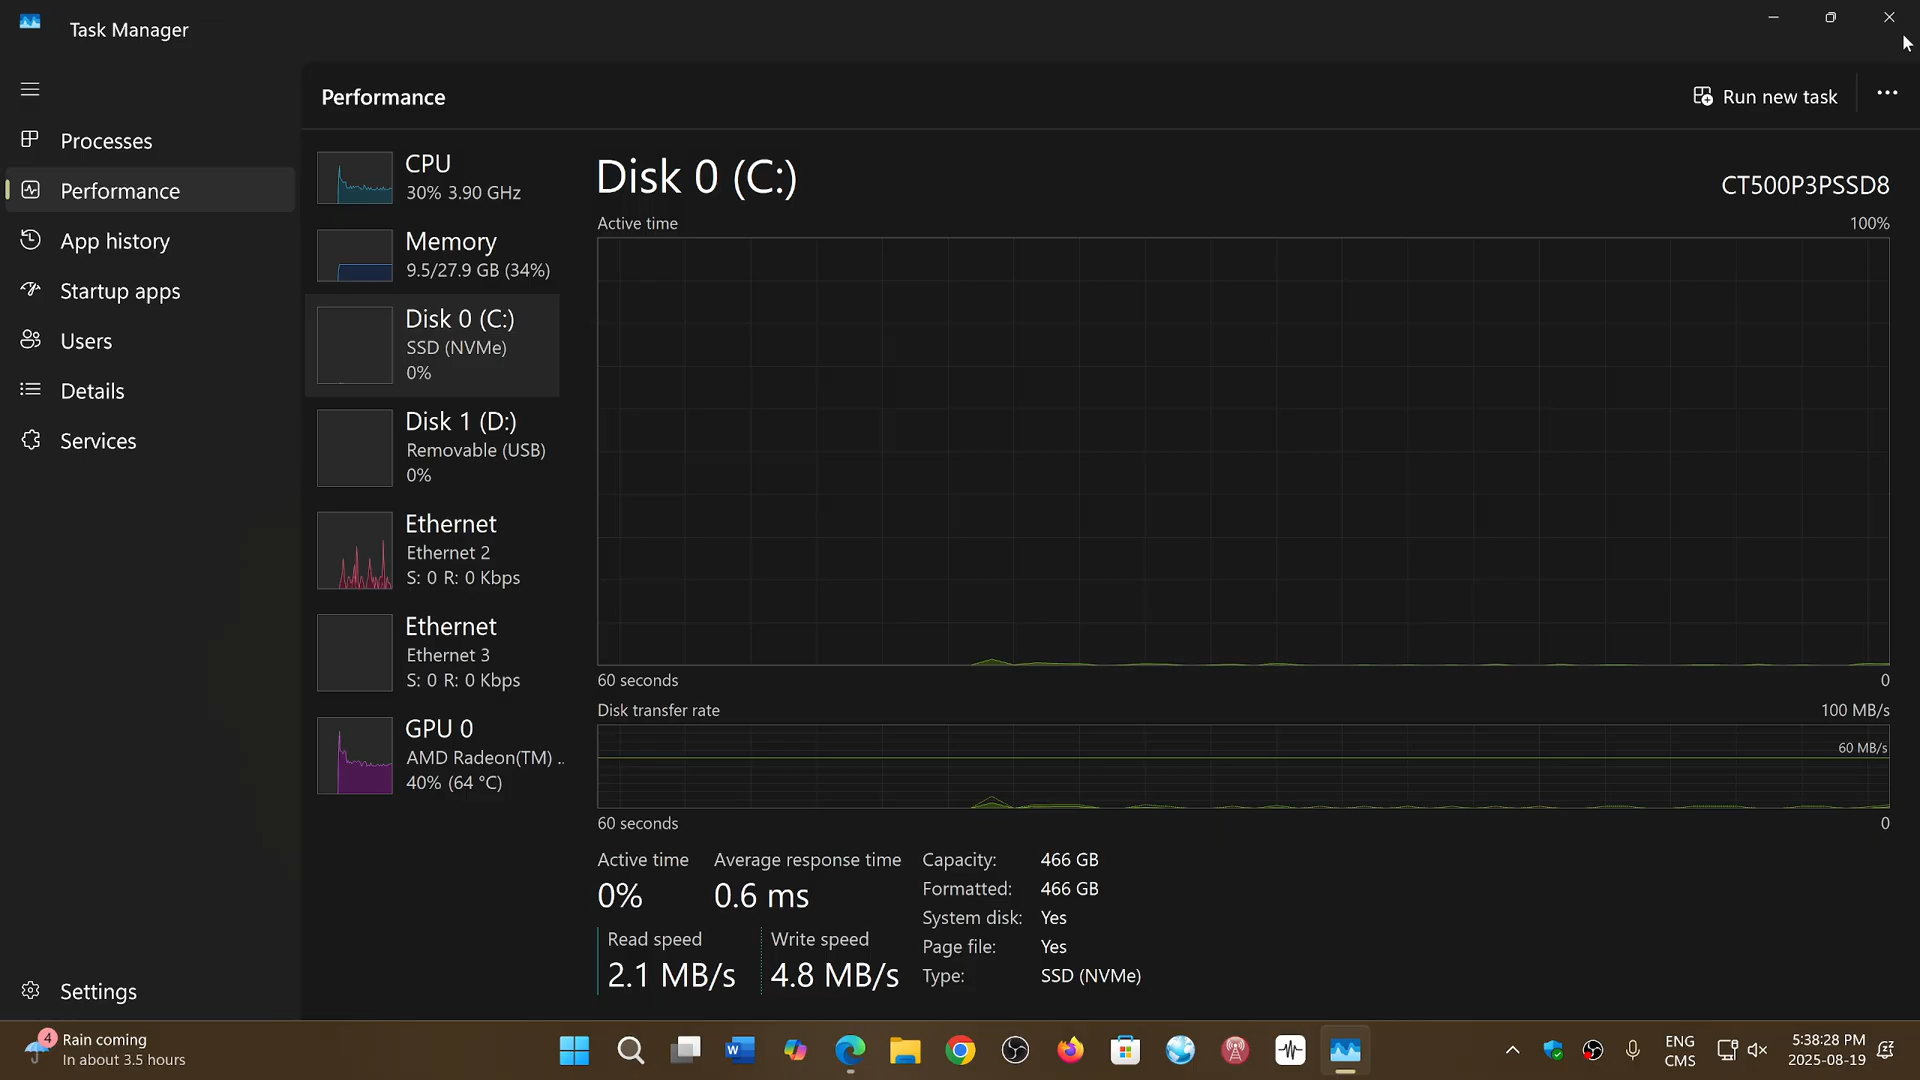 Task Manager
Processes
Performance
App history
Startup apps
Users
Details
Services
Settings
Performance
Run new task
CPU
30% 3.90 GHz
Memory
9.5/27.9 GB (34%)
Disk 0 (C:)
SSD (NVMe)
0%
Disk 1 (D:)
Removable (USB)
0%
Ethernet
Ethernet 2
S: 0 R: 0 Kbps
Ethernet
Ethernet 3
S: 0 R: 0 Kbps
GPU 0
AMD Radeon(TM) ..
40% (64 °C)
Disk 0 (C:)
CT500P3PSSD8
Active time 100%
60 seconds 0
Disk transfer rate 100 MB/s
60 MB/s
60 seconds 0
Active time
0%
Average response time
0.6 ms
Read speed
2.1 MB/s
Write speed
4.8 MB/s
Capacity: 466 GB
Formatted: 466 GB
System disk: Yes
Page file: Yes
Type: SSD (NVMe)
4
Rain coming
In about 3.5 hours
W
ENG
CMS
5:38:28 PM
2025-08-19